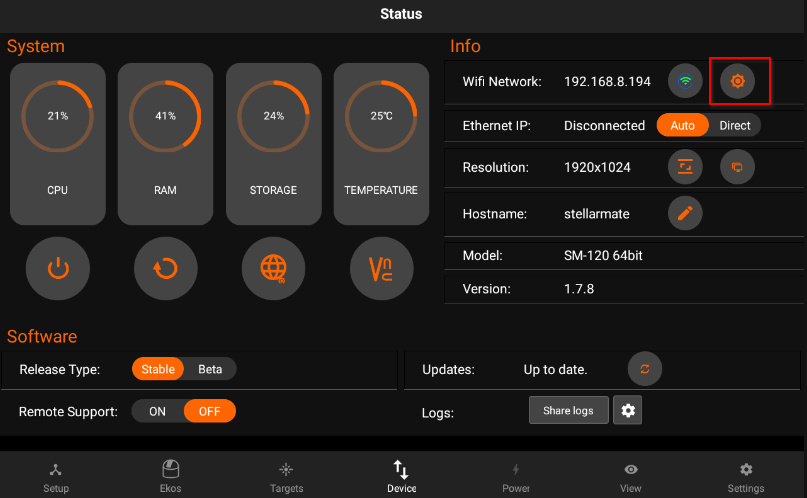 Status
System
Info
21%
41%
24%
25℃
CPU
RAM
STORAGE
TEMPERATURE
Wifi Network: 192.168.8.194
Ethernet IP: Disconnected Auto Direct
Resolution: 1920x1024
Hostname: stellarmate
Model: SM-120 64bit
Version: 1.7.8
Software
Release Type: Stable Beta
Updates: Up to date.
Remote Support: ON OFF
Logs: Share logs
Setup
Ekos
Targets
Device
Power
View
Settings